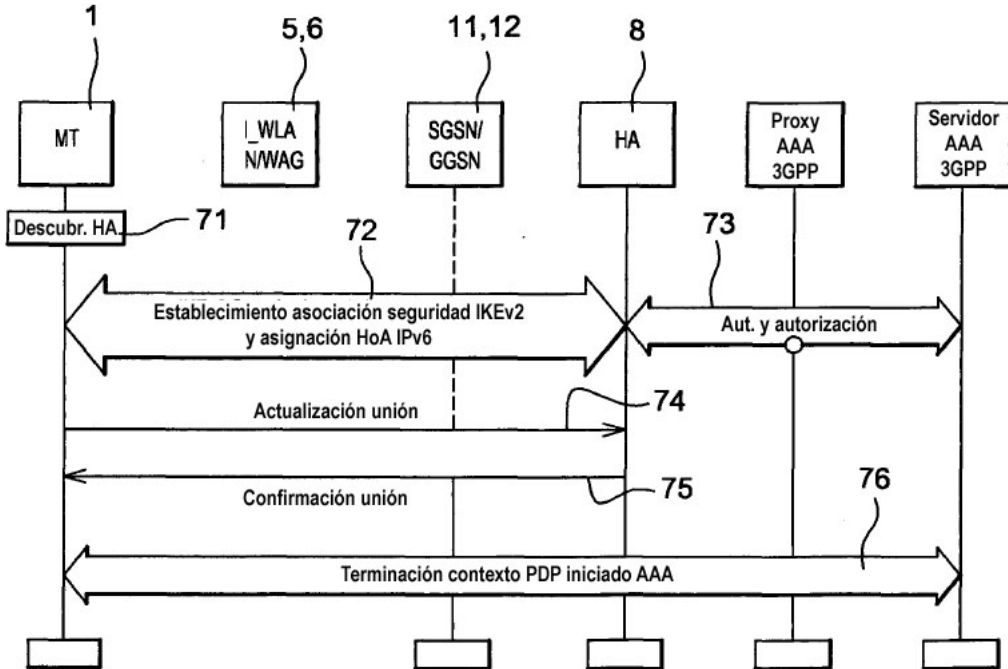 1
5,6
11,12
8
MT
I_WLA
N/WAG
SGSN/
GGSN
HA
Proxy
AAA
3GPP
Servidor
AAA
3GPP
Descubr. HA.
71
72
73
Establecimiento asociación seguridad IKEv2
y asignación HoA IPv6
Aut. y autorización
Actualización unión
74
Confirmación unión
75
76
Terminación contexto PDP iniciado AAA